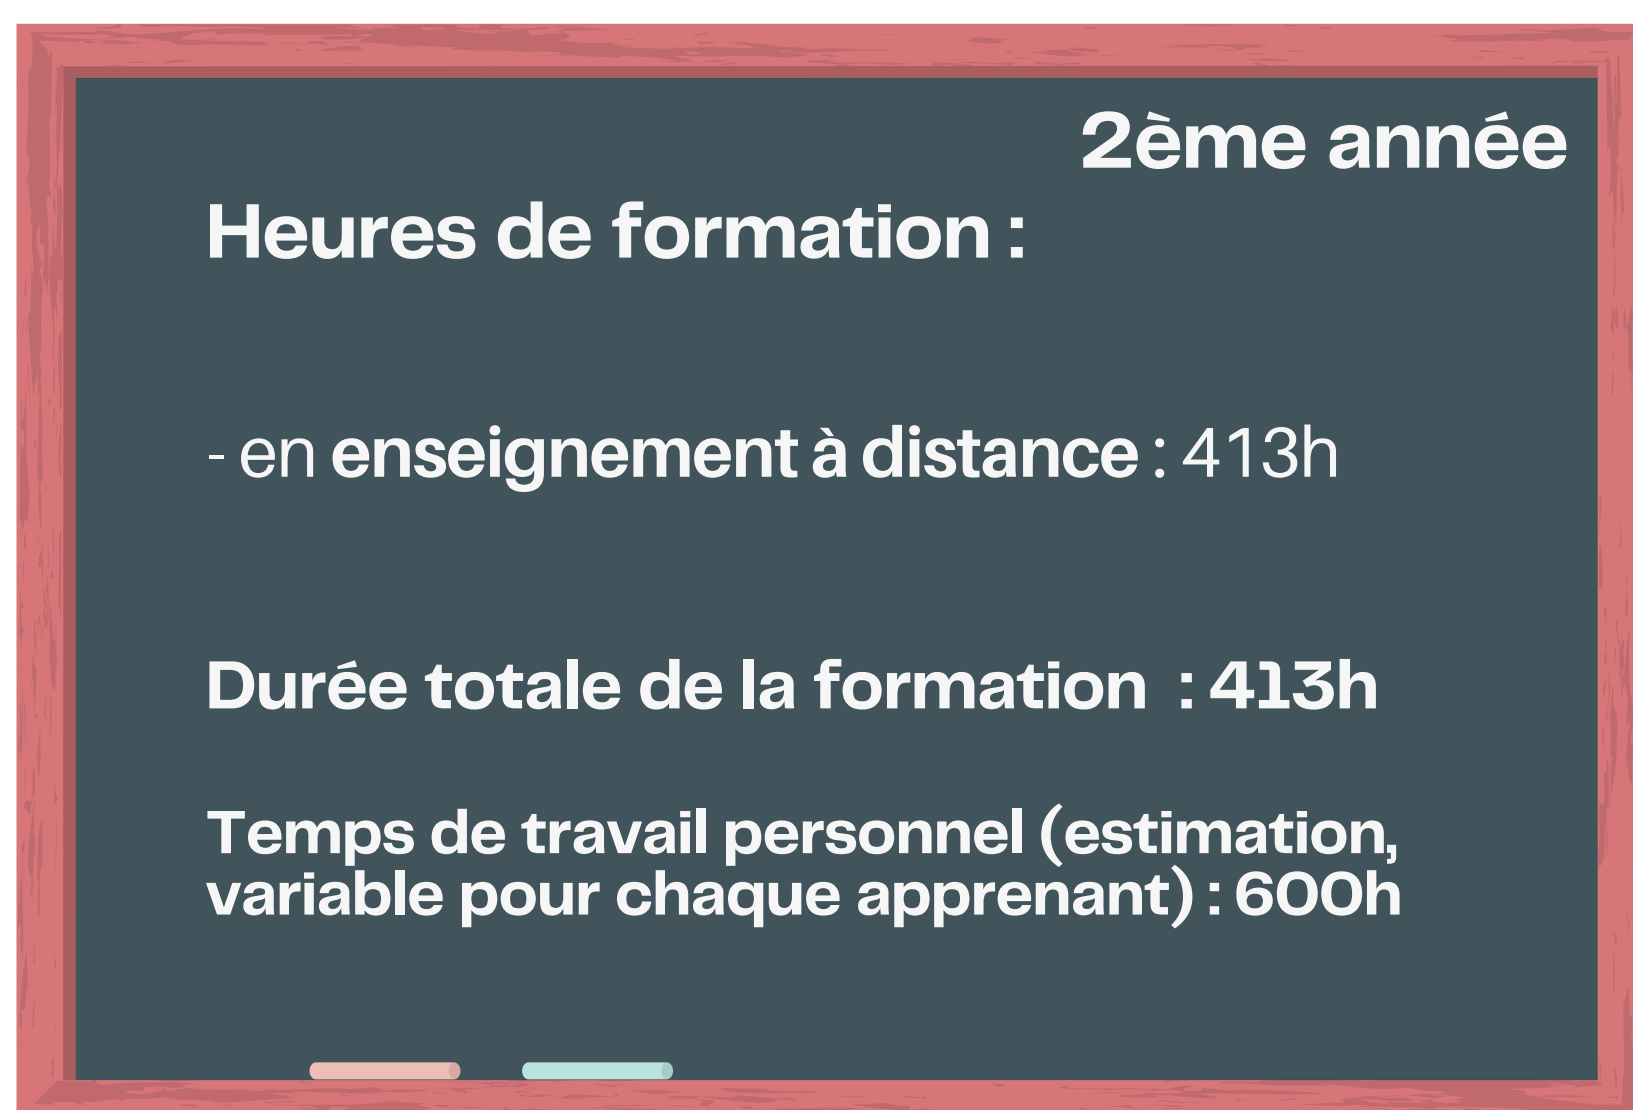 2ème année
Heures de formation :
- en enseignement à distance : 413h
Durée totale de la formation : 413h
Temps de travail personnel (estimation,
variable pour chaque apprenant) : 600h